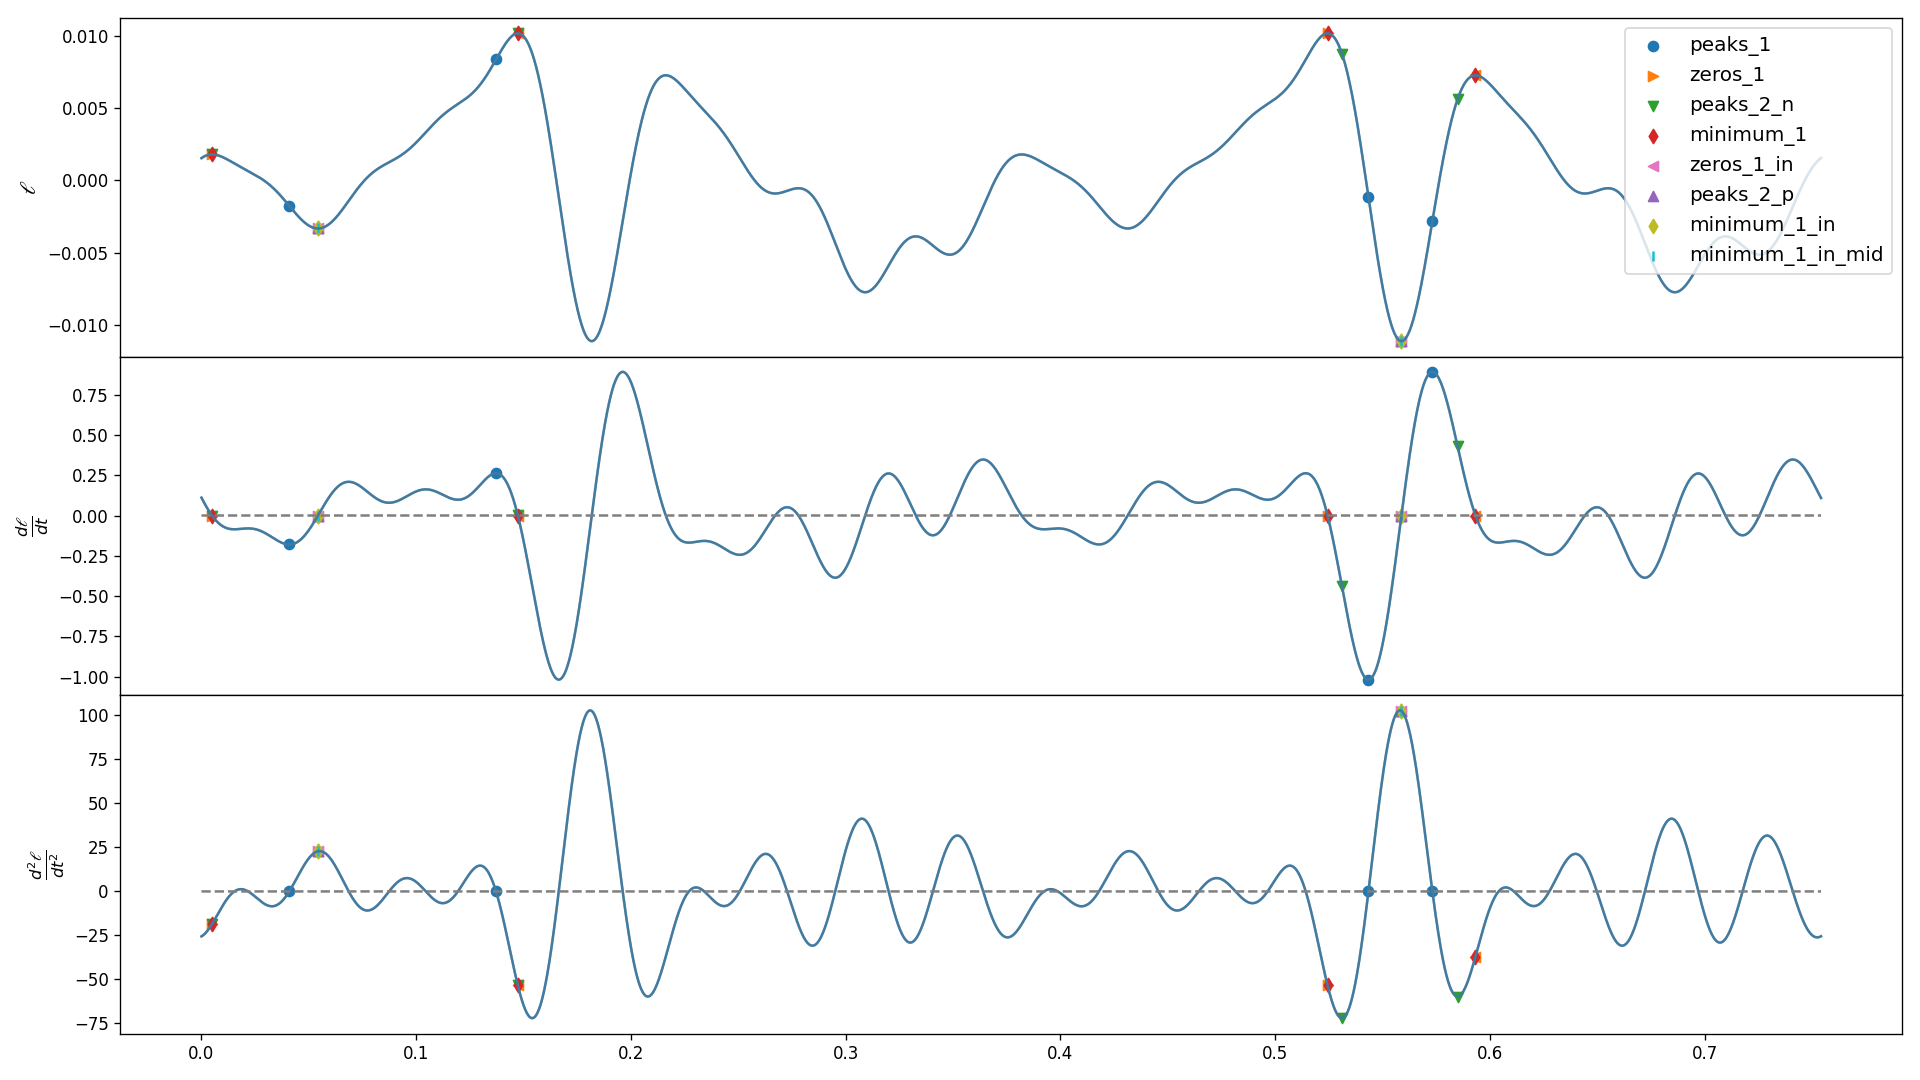 0.010
0.005
0.000
−0.005
−0.010
ℓ
peaks_1
zeros_1
peaks_2_n
minimum_1
zeros_1_in
peaks_2_p
minimum_1_in
minimum_1_in_mid
0.75
0.50
0.25
0.00
−0.25
−0.50
−0.75
−1.00
dℓ
dt
100
75
50
25
0
−25
−50
−75
d²ℓ
dt²
0.0 0.1 0.2 0.3 0.4 0.5 0.6 0.7